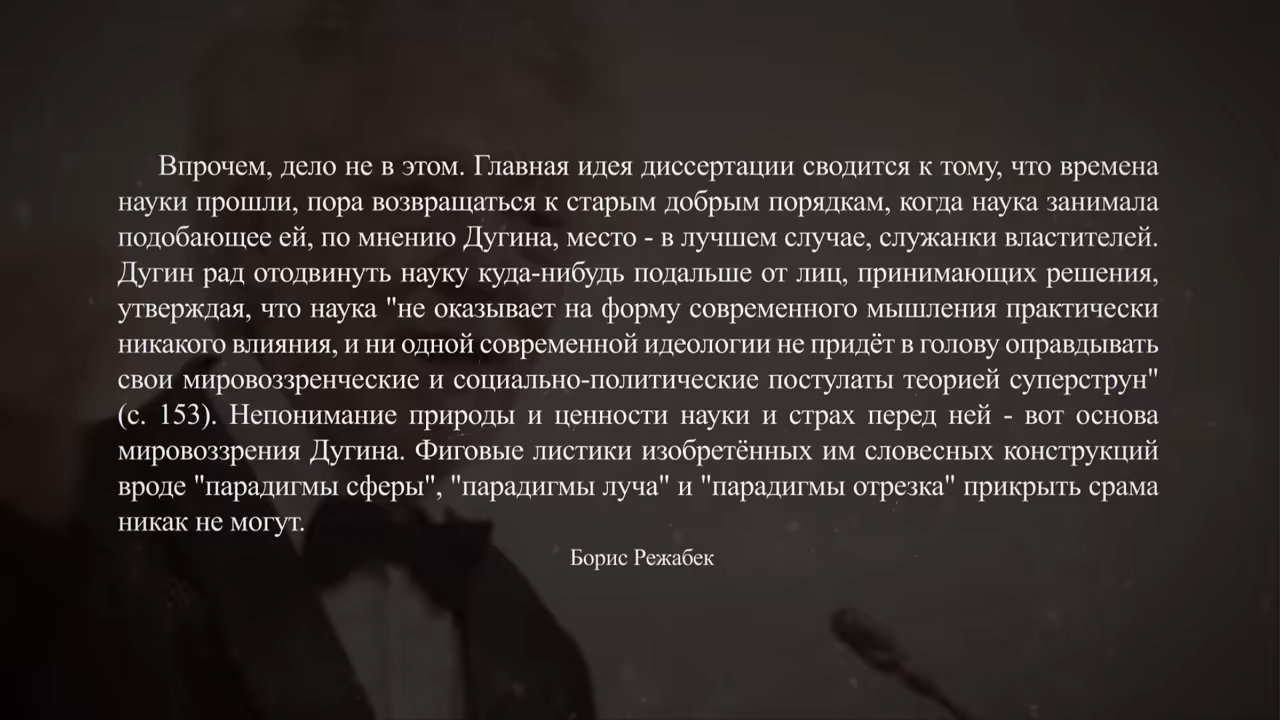 Впрочем, дело не в этом. Главная идея диссертации сводится к тому, что времена
науки прошли, пора возвращаться к старым добрым порядкам, когда наука занимала
подобающее ей, по мнению Дугина, место - в лучшем случае, служанки властителей.
Дугин рад отодвинуть науку куда-нибудь подальше от лиц, принимающих решения,
утверждая, что наука "не оказывает на форму современного мышления практически
никакого влияния, и ни одной современной идеологии не придёт в голову оправдывать
свои мировоззренческие и социально-политические постулаты теорией суперструн"
(с. 153). Непонимание природы и ценности науки и страх перед ней - вот основа
мировоззрения Дугина. Фиговые листики изобретённых им словесных конструкций
вроде "парадигмы сферы", "парадигмы луча" и "парадигмы отрезка" прикрыть срама
никак не могут.
Борис Режабек